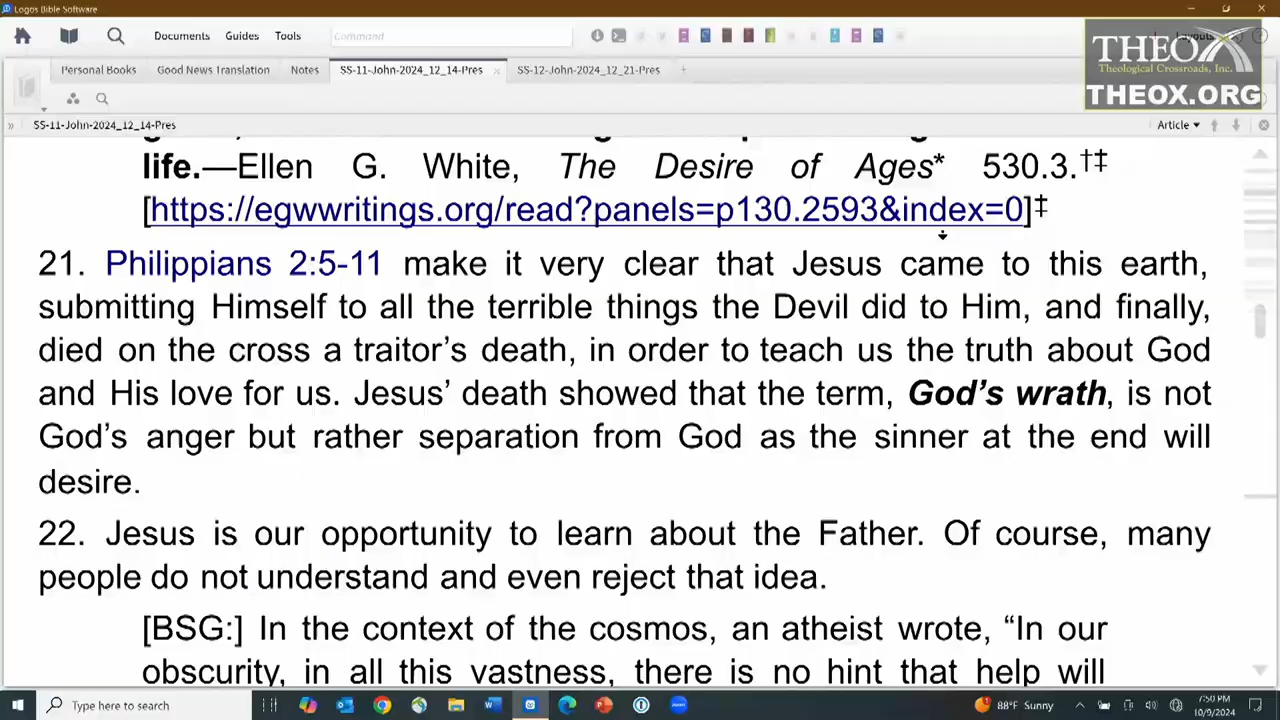 Logos Bible Software
Documents Guides Tools Command Layouts
THEOX
Theological Crossroads, Inc.
THEOX.ORG
Personal Books Good News Translation Notes SS-11-John-2024_12_14-Pres SS-12-John-2024_12_21-Pres
» SS-11-John-2024_12_14-Pres Article
life.—Ellen G. White, The Desire of Ages* 530.3.†‡
[https://egwwritings.org/read?panels=p130.2593&index=0]‡
21. Philippians 2:5-11 make it very clear that Jesus came to this earth,
submitting Himself to all the terrible things the Devil did to Him, and finally,
died on the cross a traitor's death, in order to teach us the truth about God
and His love for us. Jesus' death showed that the term, God's wrath, is not
God's anger but rather separation from God as the sinner at the end will
desire.
22. Jesus is our opportunity to learn about the Father. Of course, many
people do not understand and even reject that idea.
[BSG:] In the context of the cosmos, an atheist wrote, “In our
obscurity, in all this vastness, there is no hint that help will
Type here to search 88°F Sunny 7:50 PM
10/9/2024